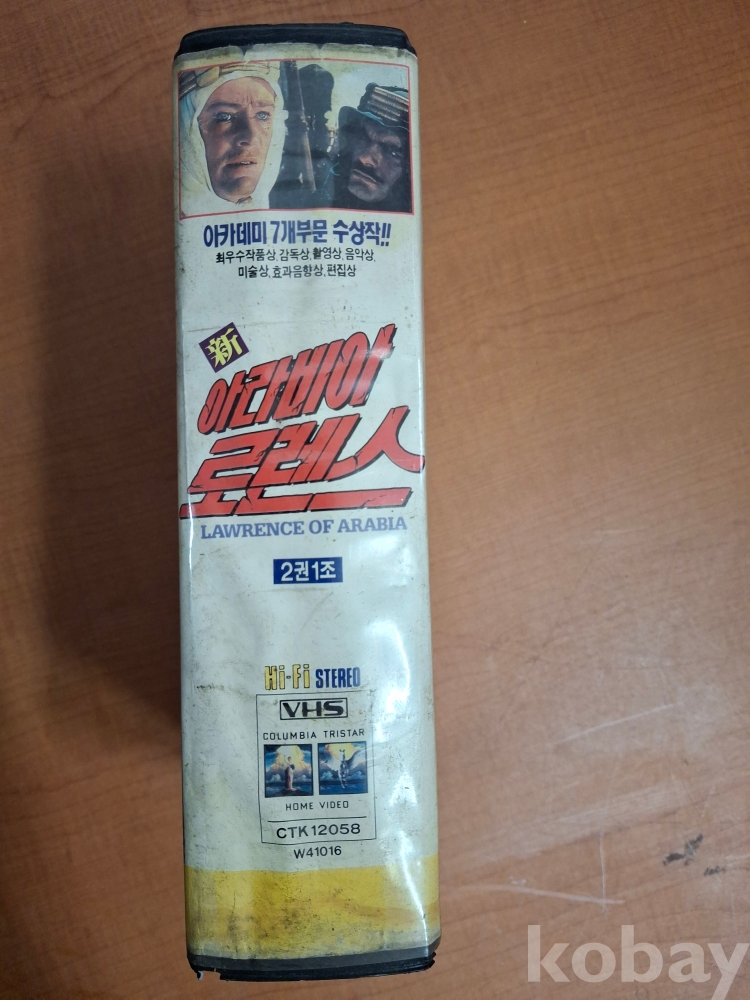 아카데미 7개부문 수상작!!
최우수작품상,감독상,촬영상,음악상,
미술상,효과음향상,편집상
新
아라비아
로렌스
LAWRENCE OF ARABIA
2권1조
Hi-Fi STEREO
VHS
COLUMBIA TRISTAR
HOME VIDEO
CTK12058
W41016
kobay